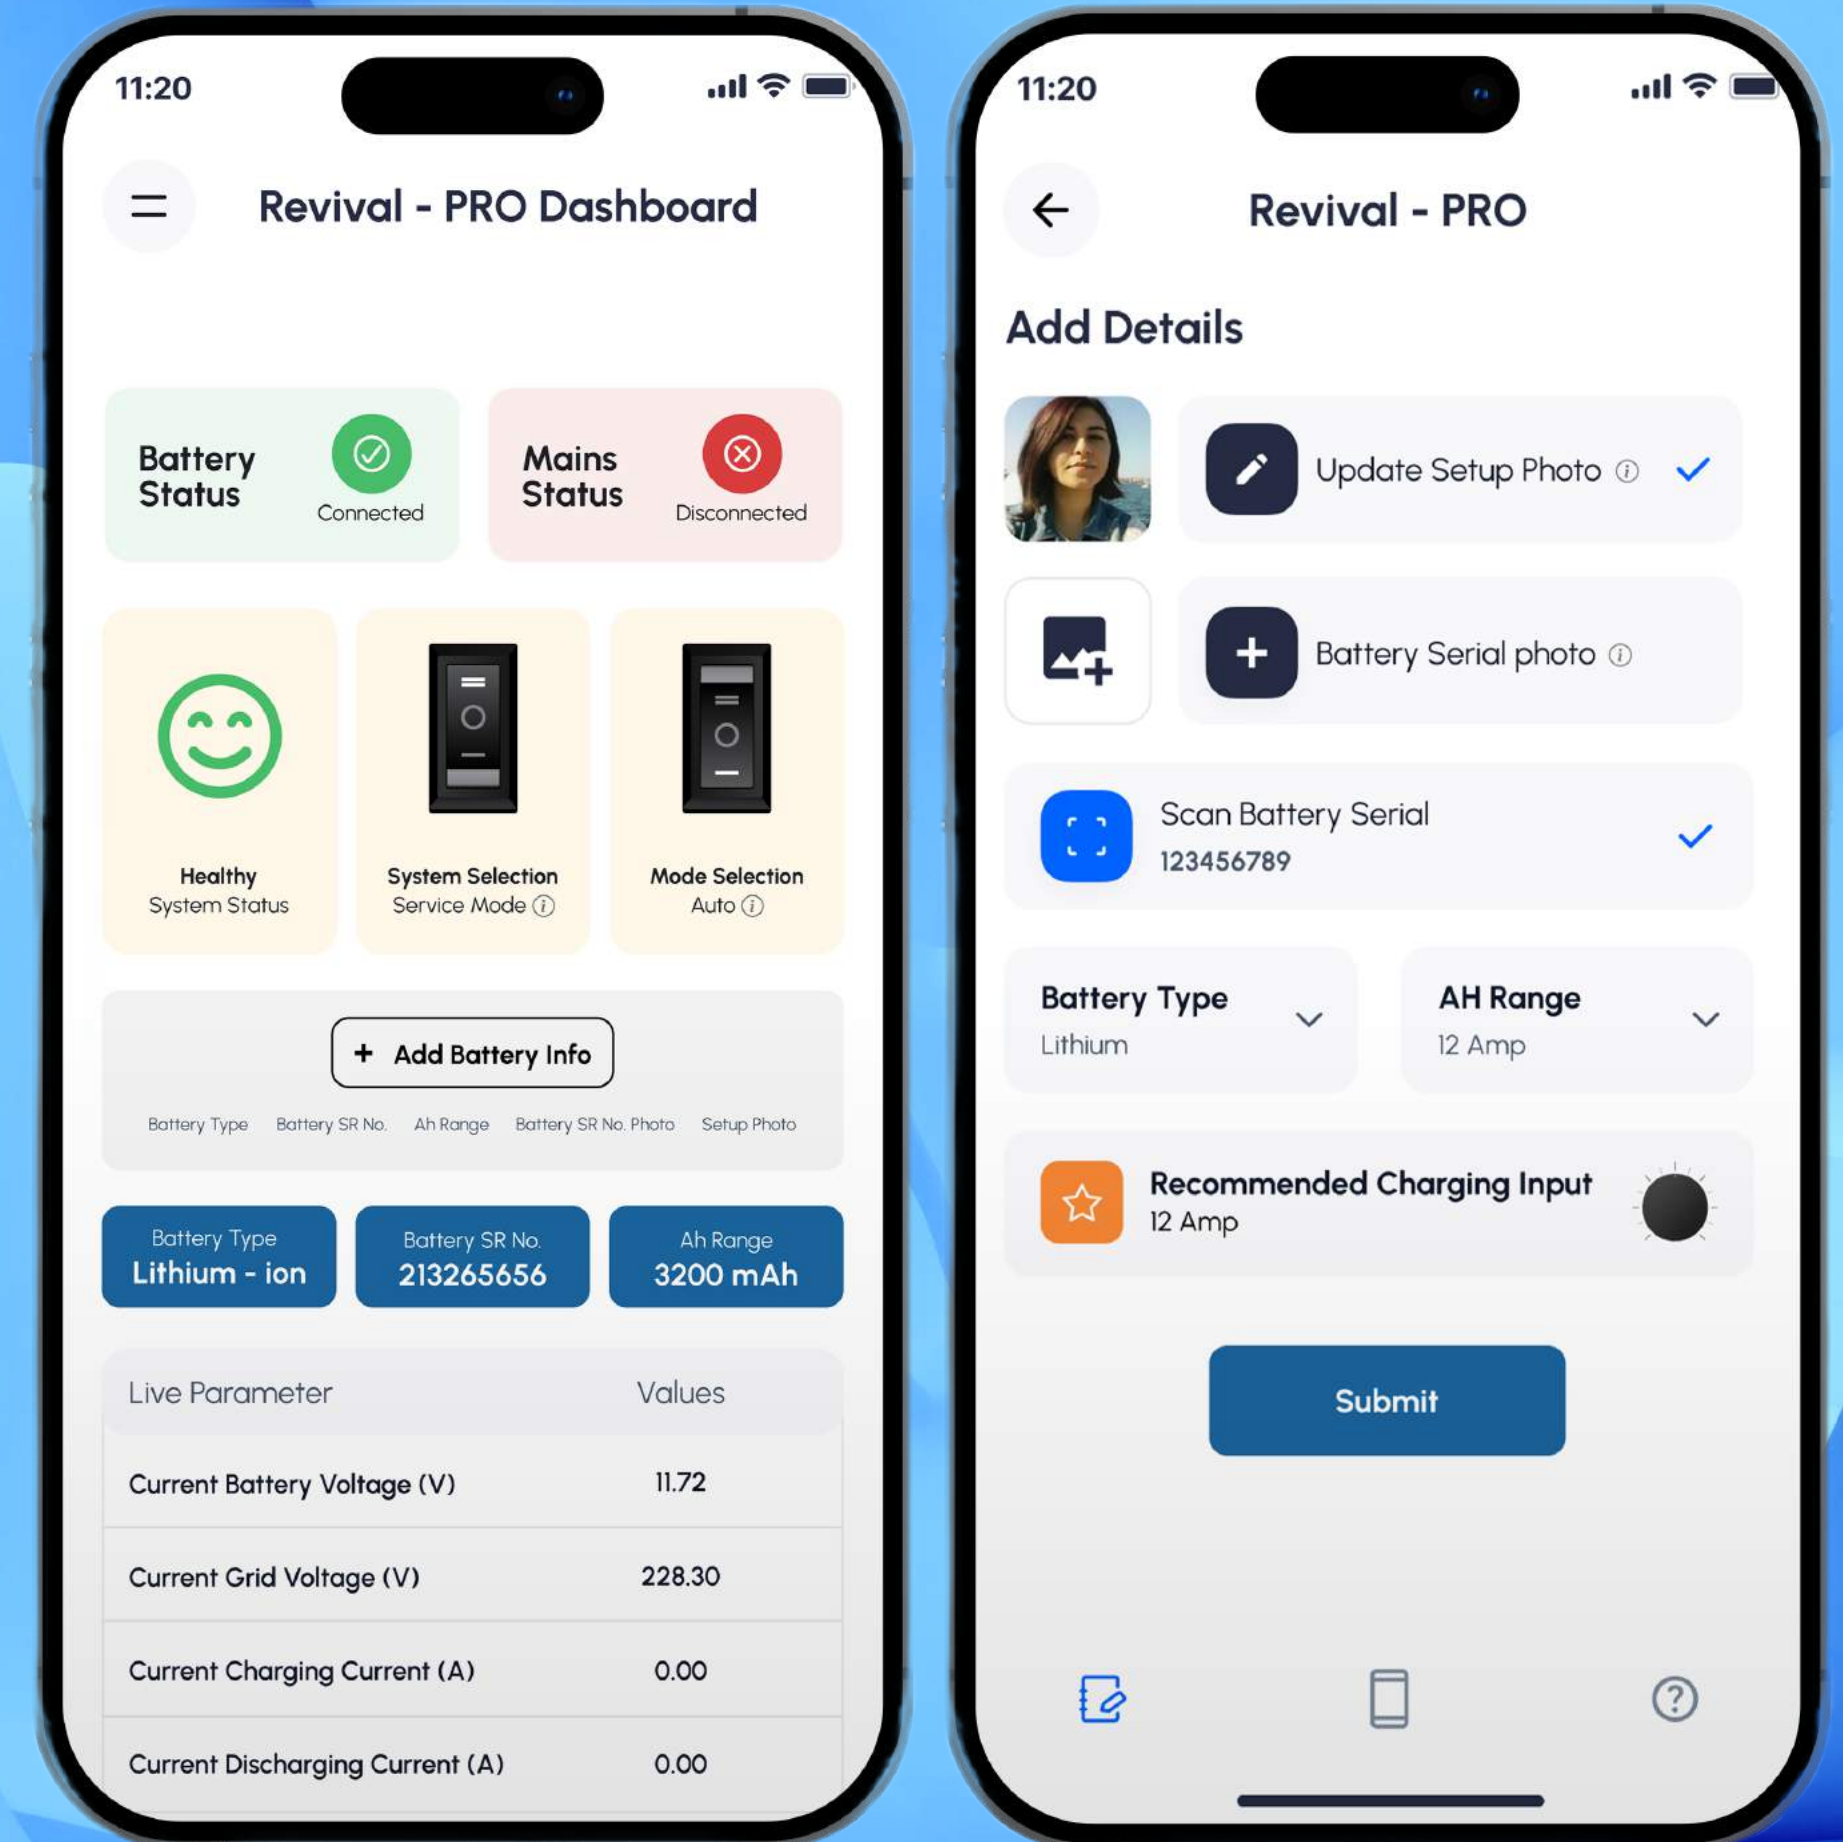 11:20
Revival - PRO Dashboard
Battery
Status
Connected
Mains
Status
Disconnected
Healthy
System Status
System Selection
Service Mode
Mode Selection
Auto
+ Add Battery Info
Battery Type Battery SR No. Ah Range Battery SR No. Photo Setup Photo
Battery Type
Lithium - ion
Battery SR No.
213265656
Ah Range
3200 mAh
Live Parameter Values
Current Battery Voltage (V) 11.72
Current Grid Voltage (V) 228.30
Current Charging Current (A) 0.00
Current Discharging Current (A) 0.00
11:20
Revival - PRO
Add Details
Update Setup Photo
Battery Serial photo
Scan Battery Serial
123456789
Battery Type
Lithium
AH Range
12 Amp
Recommended Charging Input
12 Amp
Submit